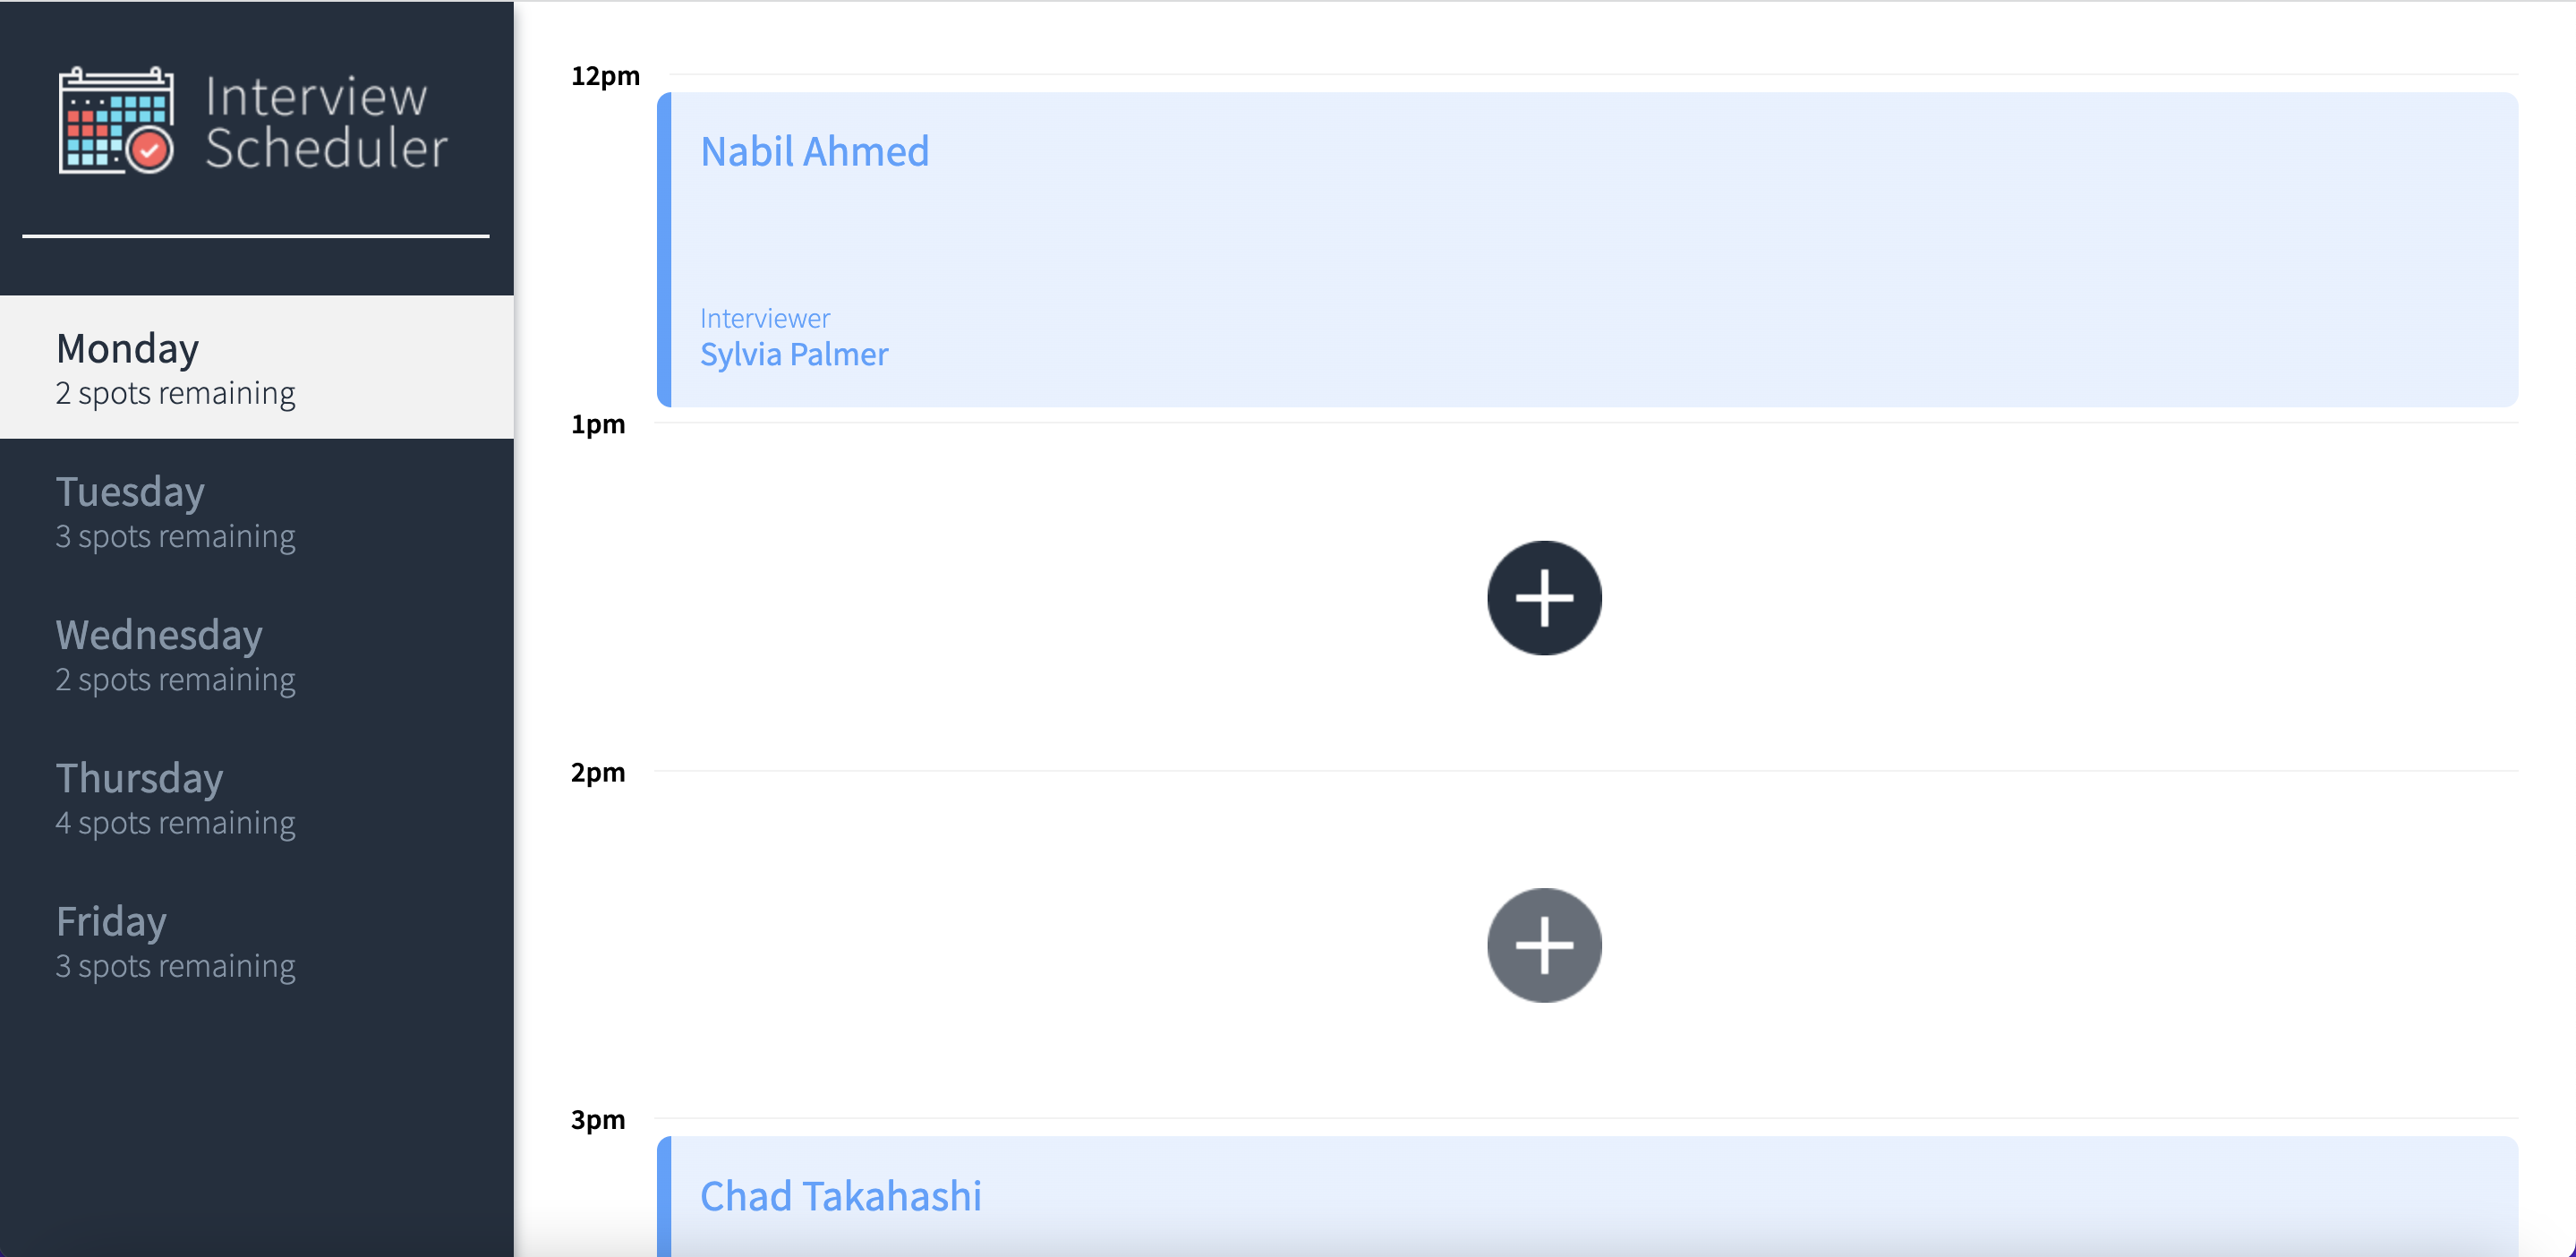 Interview
Scheduler
Monday
2 spots remaining
Tuesday
3 spots remaining
Wednesday
2 spots remaining
Thursday
4 spots remaining
Friday
3 spots remaining
12pm
Nabil Ahmed
Interviewer
Sylvia Palmer
1pm
2pm
3pm
Chad Takahashi